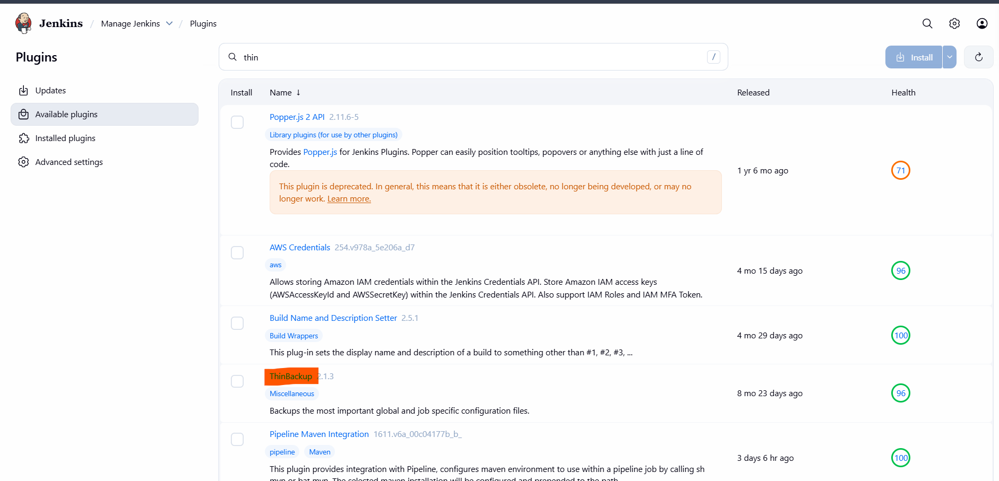 Jenkins / Manage Jenkins / Plugins
Plugins
thin /
Install
Updates
Available plugins
Installed plugins
Advanced settings
Install Name ↓ Released Health
Popper.js 2 API 2.11.6-5
Library plugins (for use by other plugins)
Provides Popper.js for Jenkins Plugins. Popper can easily position tooltips, popovers or anything else with just a line of
code.
This plugin is deprecated. In general, this means that it is either obsolete, no longer being developed, or may no
longer work. Learn more.
1 yr 6 mo ago
71
AWS Credentials 254.v978a_5e206a_d7
aws
Allows storing Amazon IAM credentials within the Jenkins Credentials API. Store Amazon IAM access keys
(AWSAccessKeyId and AWSSecretKey) within the Jenkins Credentials API. Also support IAM Roles and IAM MFA Token.
4 mo 15 days ago
96
Build Name and Description Setter 2.5.1
Build Wrappers
This plug-in sets the display name and description of a build to something other than #1, #2, #3, ...
4 mo 29 days ago
100
ThinBackup 2.1.3
Miscellaneous
Backups the most important global and job specific configuration files.
8 mo 23 days ago
96
Pipeline Maven Integration 1611.v6a_00c04177b_b_
pipeline Maven
This plugin provides integration with Pipeline, configures maven environment to use within a pipeline job by calling sh
mvn or bat mvn. The selected maven installation will be configured and prepended to the path.
3 days 6 hr ago
100